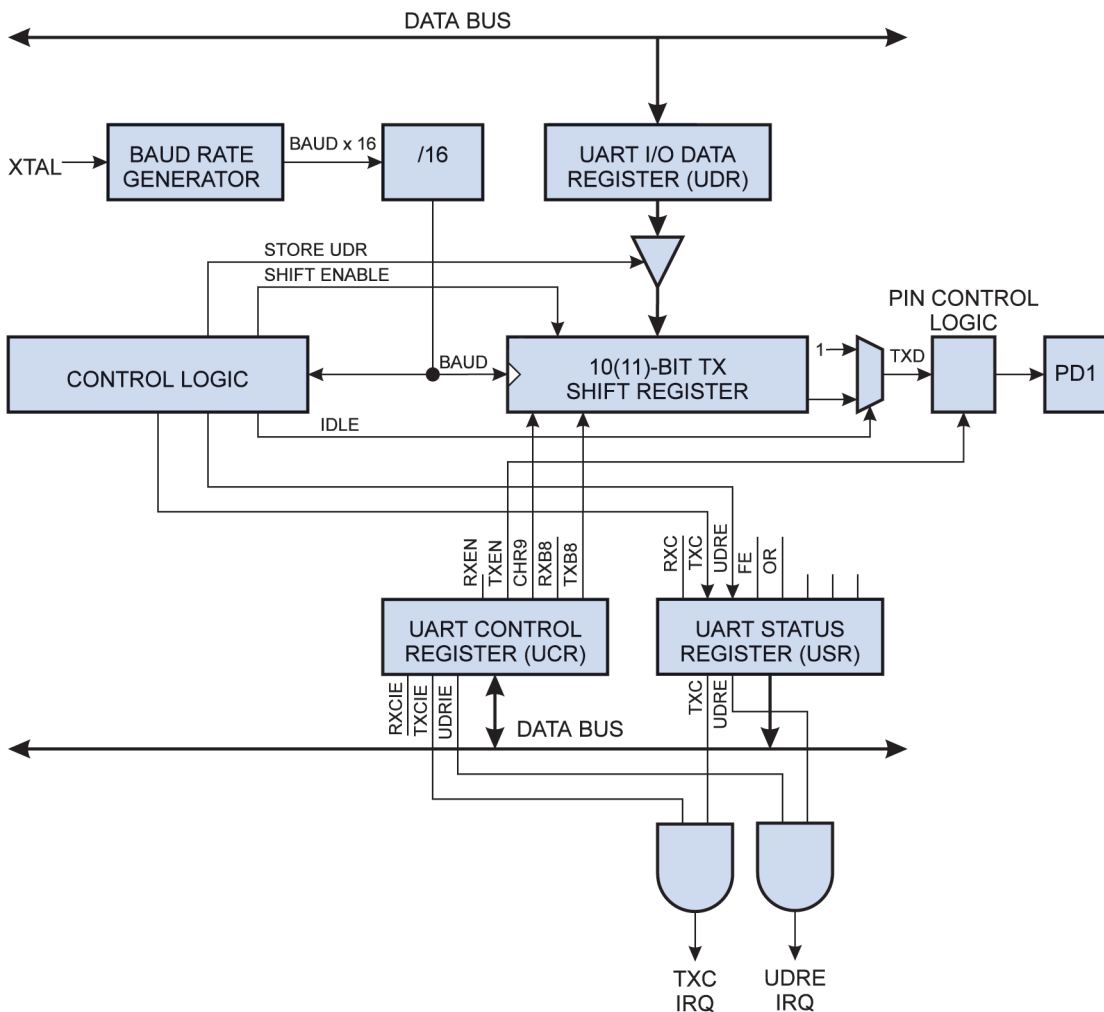 DATA BUS
XTAL
BAUD RATE
GENERATOR
BAUD x 16
/16
UART I/O DATA
REGISTER (UDR)
STORE UDR
SHIFT ENABLE
PIN CONTROL
LOGIC
CONTROL LOGIC
BAUD
10(11)-BIT TX
SHIFT REGISTER
1
TXD
PD1
IDLE
RXEN
TXEN
CHR9
RXB8
TXB8
RXC
TXC
UDRE
FE
OR
UART CONTROL
REGISTER (UCR)
UART STATUS
REGISTER (USR)
RXCIE
TXCIE
UDRIE
TXC
UDRE
DATA BUS
TXC
IRQ
UDRE
IRQ